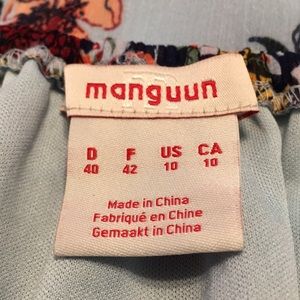 manguun
D F US CA
40 42 10 10
Made in China
Fabriqué en Chine
Gemaakt in China